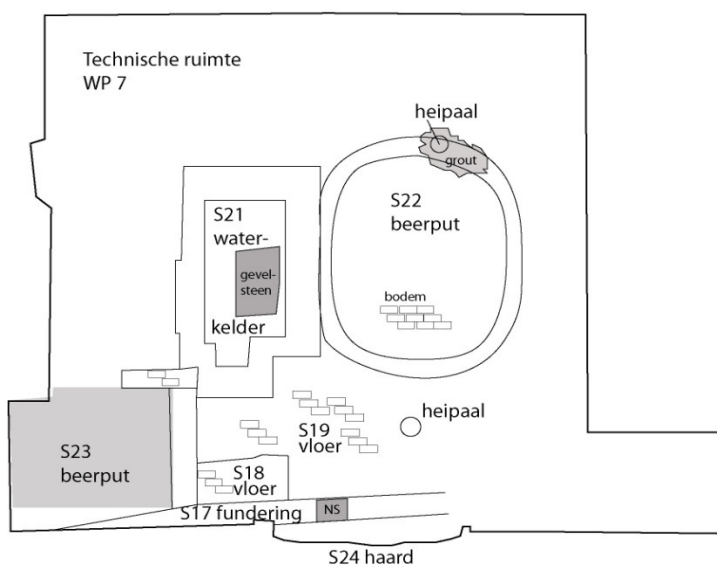 Technische ruimte
WP 7
heipaal
grout
S22
beerput
S21
water-
gevel-
steen
kelder
bodem
heipaal
S19
vloer
S23
beerput
S18
vloer
S17 fundering
NS
S24 haard